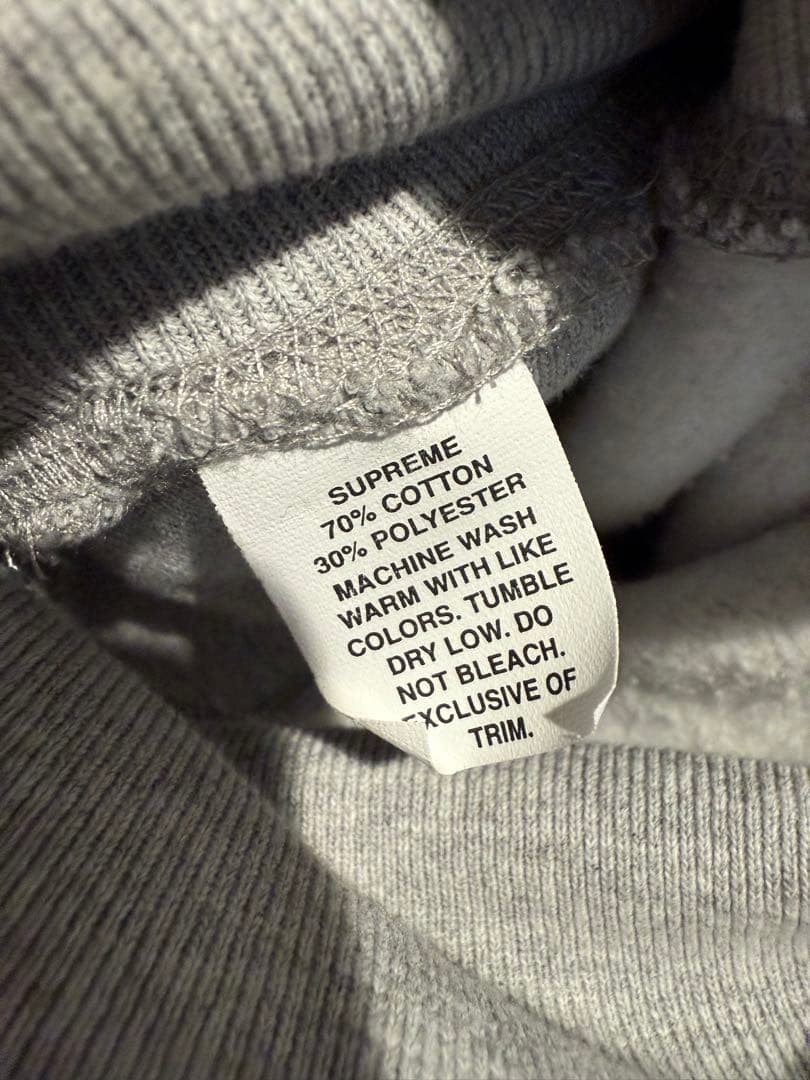 SUPREME
70% COTTON
30% POLYESTER
MACHINE WASH
WARM WITH LIKE
COLORS. TUMBLE
DRY LOW. DO
NOT BLEACH.
EXCLUSIVE OF
TRIM.